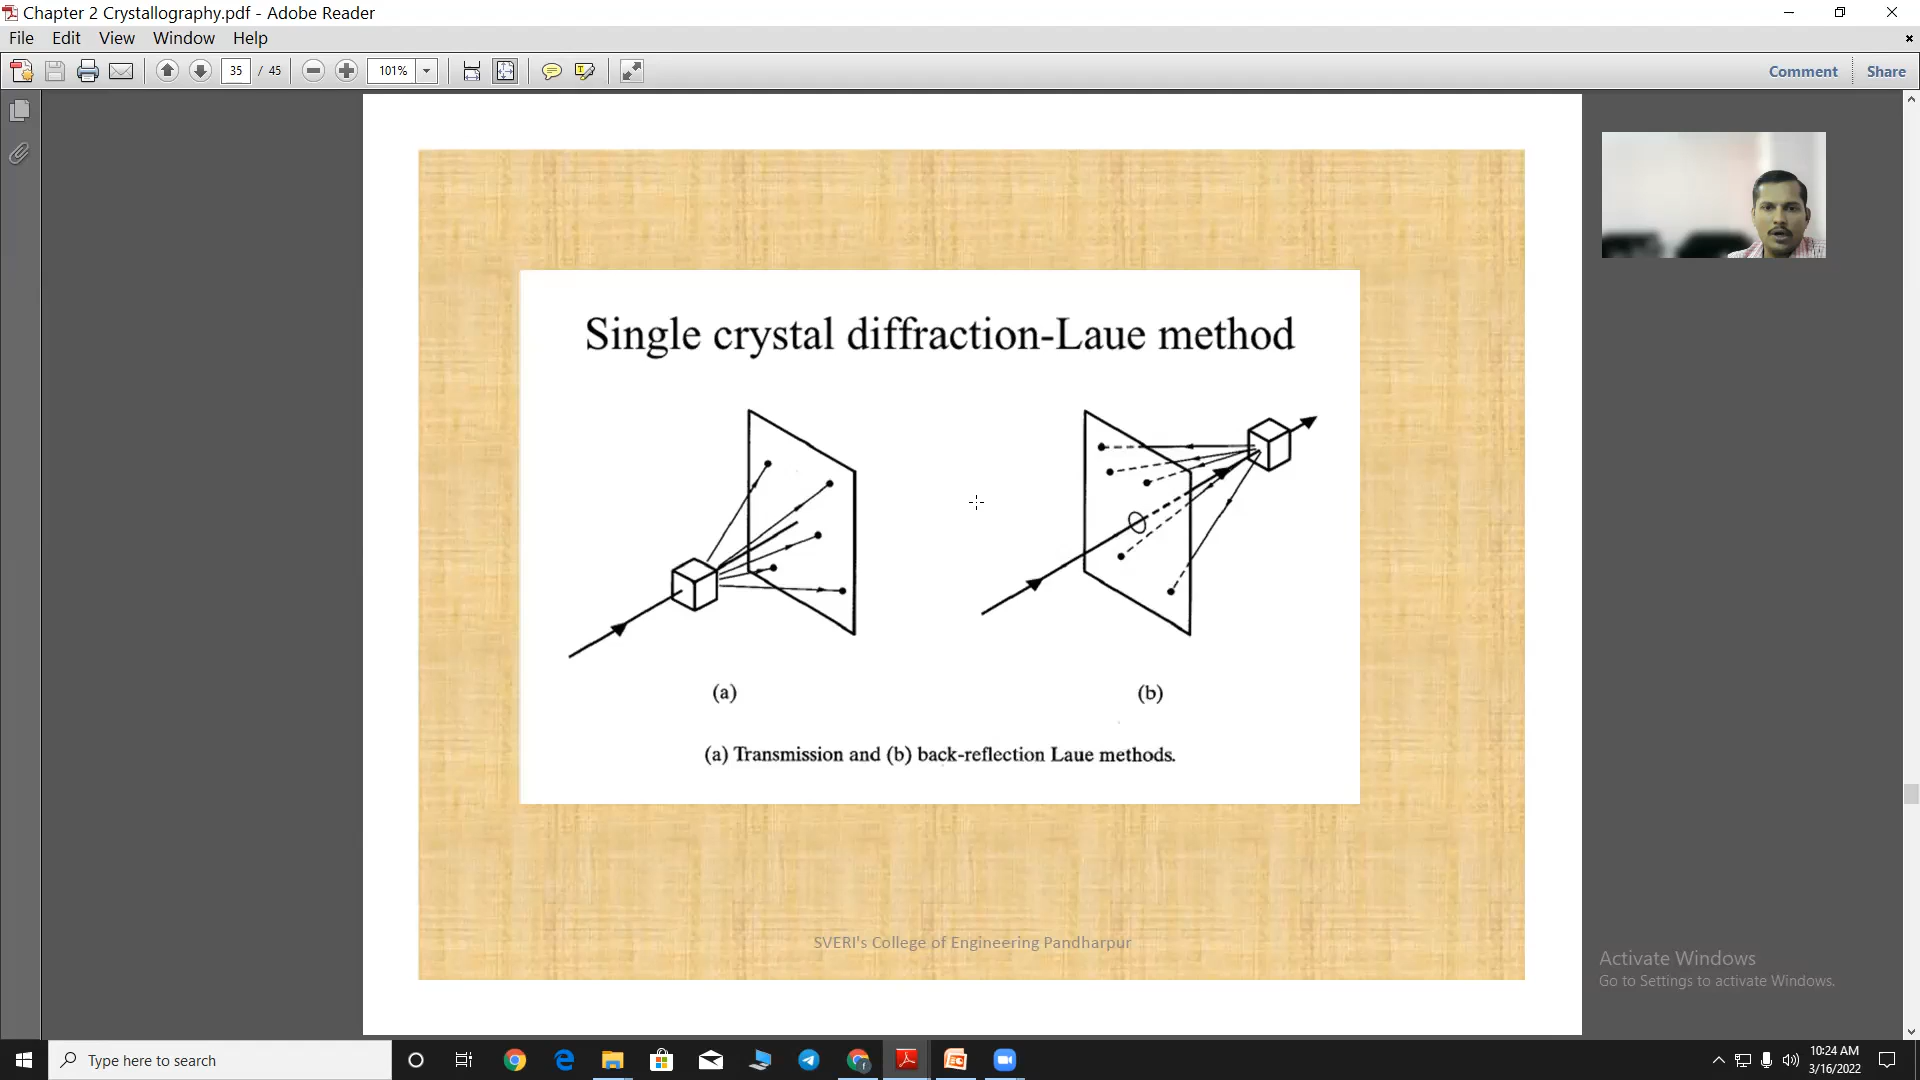 Chapter 2 Crystallography.pdf - Adobe Reader
File Edit View Window Help
35 / 45 101% Comment Share
Single crystal diffraction-Laue method
(a) (b)
(a) Transmission and (b) back-reflection Laue methods.
SVERI's College of Engineering Pandharpur
Activate Windows
Go to Settings to activate Windows.
Type here to search
10:24 AM
3/16/2022